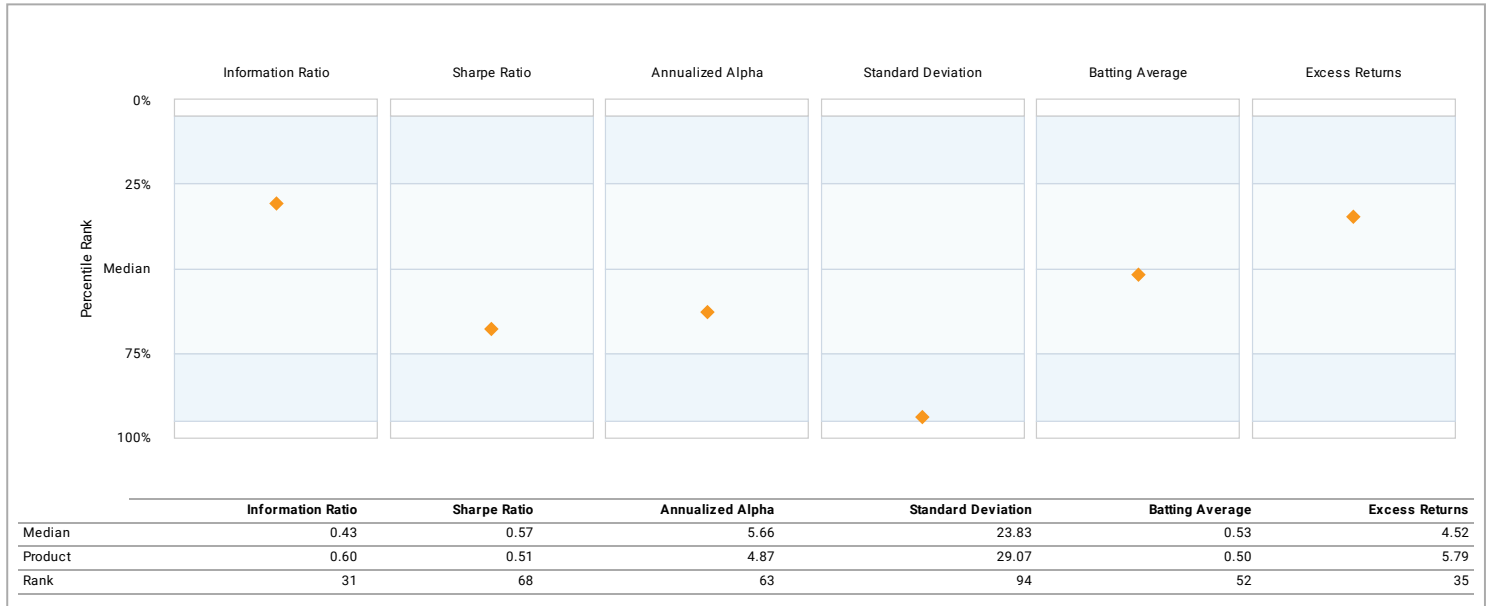 Information Ratio Sharpe Ratio Annualized Alpha Standard Deviation Batting Average Excess Returns
0%
25%
Percentile Rank
Median
75%
100%
Information Ratio Sharpe Ratio Annualized Alpha Standard Deviation Batting Average Excess Returns
Median 0.43 0.57 5.66 23.83 0.53 4.52
Product 0.60 0.51 4.87 29.07 0.50 5.79
Rank 31 68 63 94 52 35